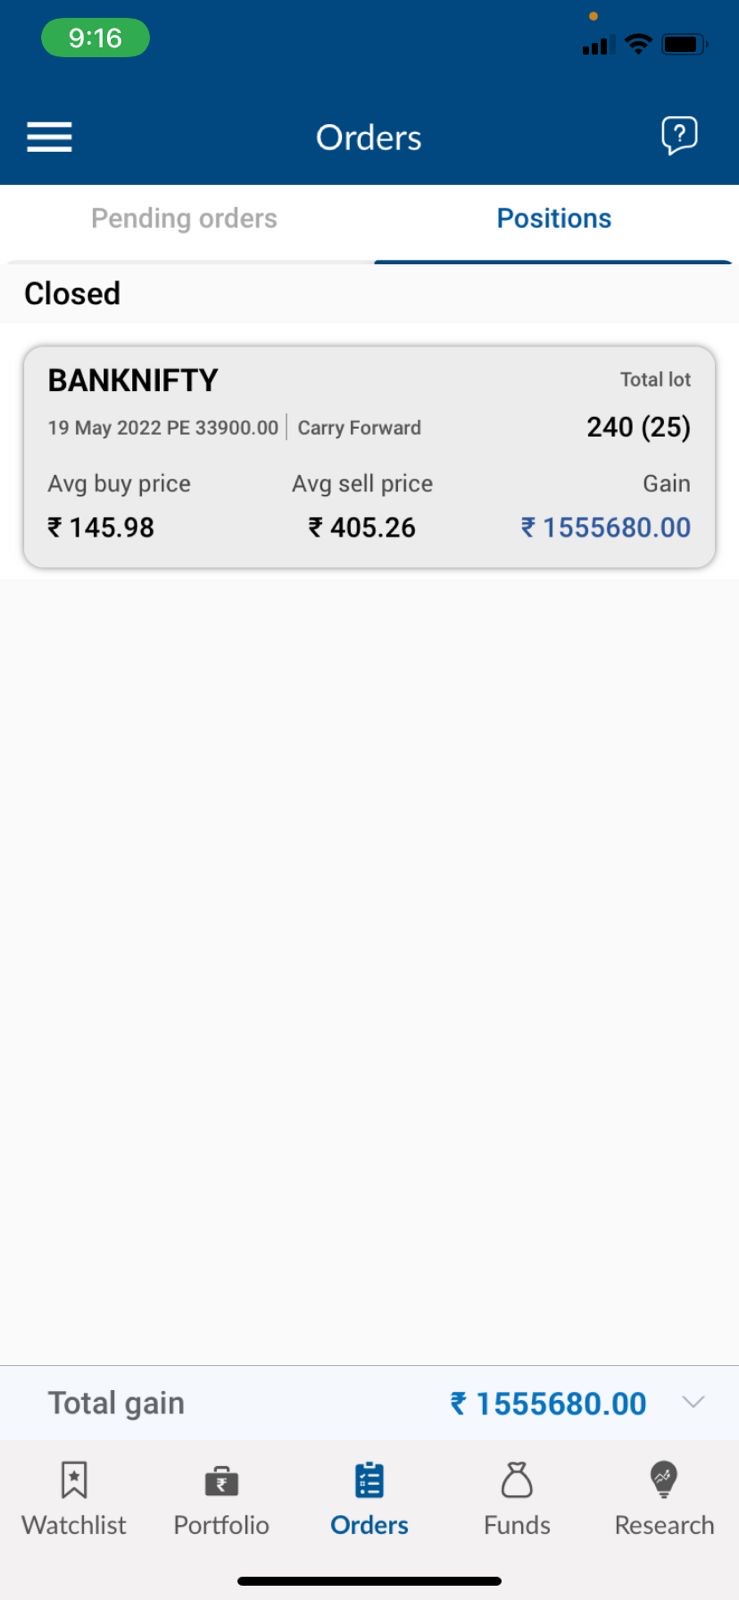 9:16
Orders
Pending orders Positions
Closed
BANKNIFTY Total lot
19 May 2022 PE 33900.00 | Carry Forward 240 (25)
Avg buy price Avg sell price Gain
₹ 145.98 ₹ 405.26 ₹ 1555680.00
Total gain ₹ 1555680.00
Watchlist Portfolio Orders Funds Research